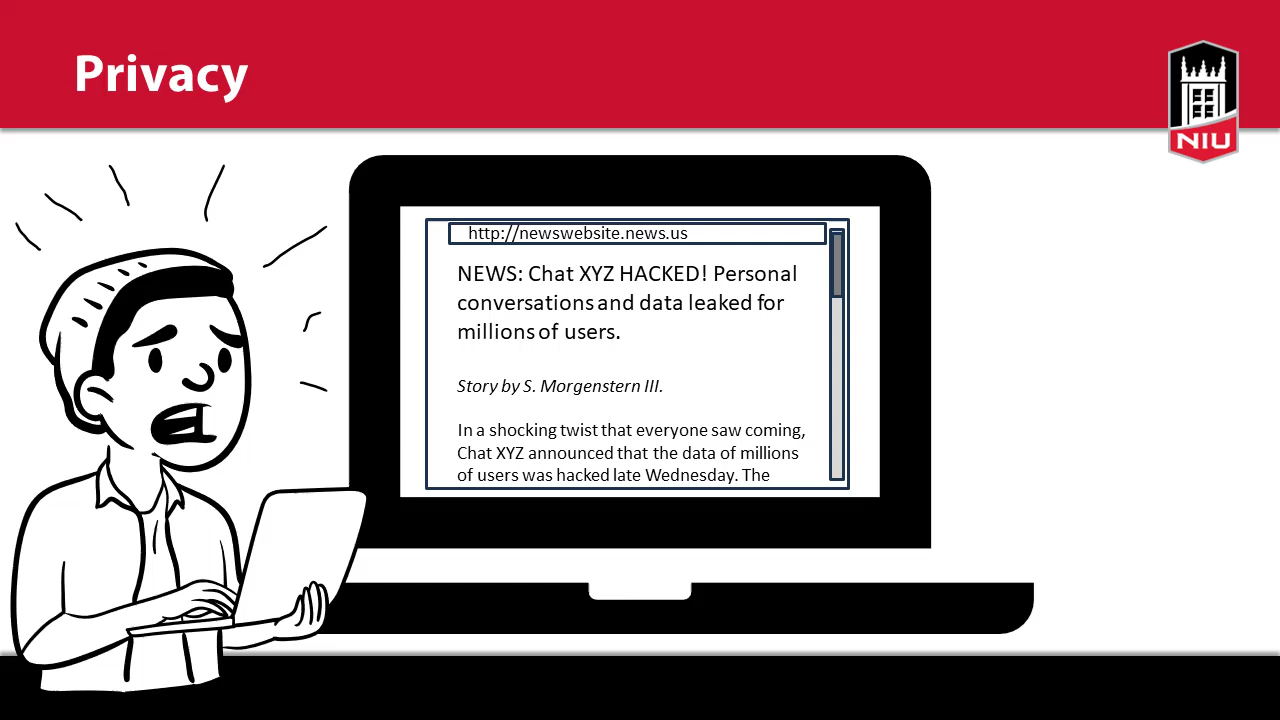 Privacy
NIU
http://newswebsite.news.us
NEWS: Chat XYZ HACKED! Personal
conversations and data leaked for
millions of users.
Story by S. Morgenstern III.
In a shocking twist that everyone saw coming,
Chat XYZ announced that the data of millions
of users was hacked late Wednesday. The